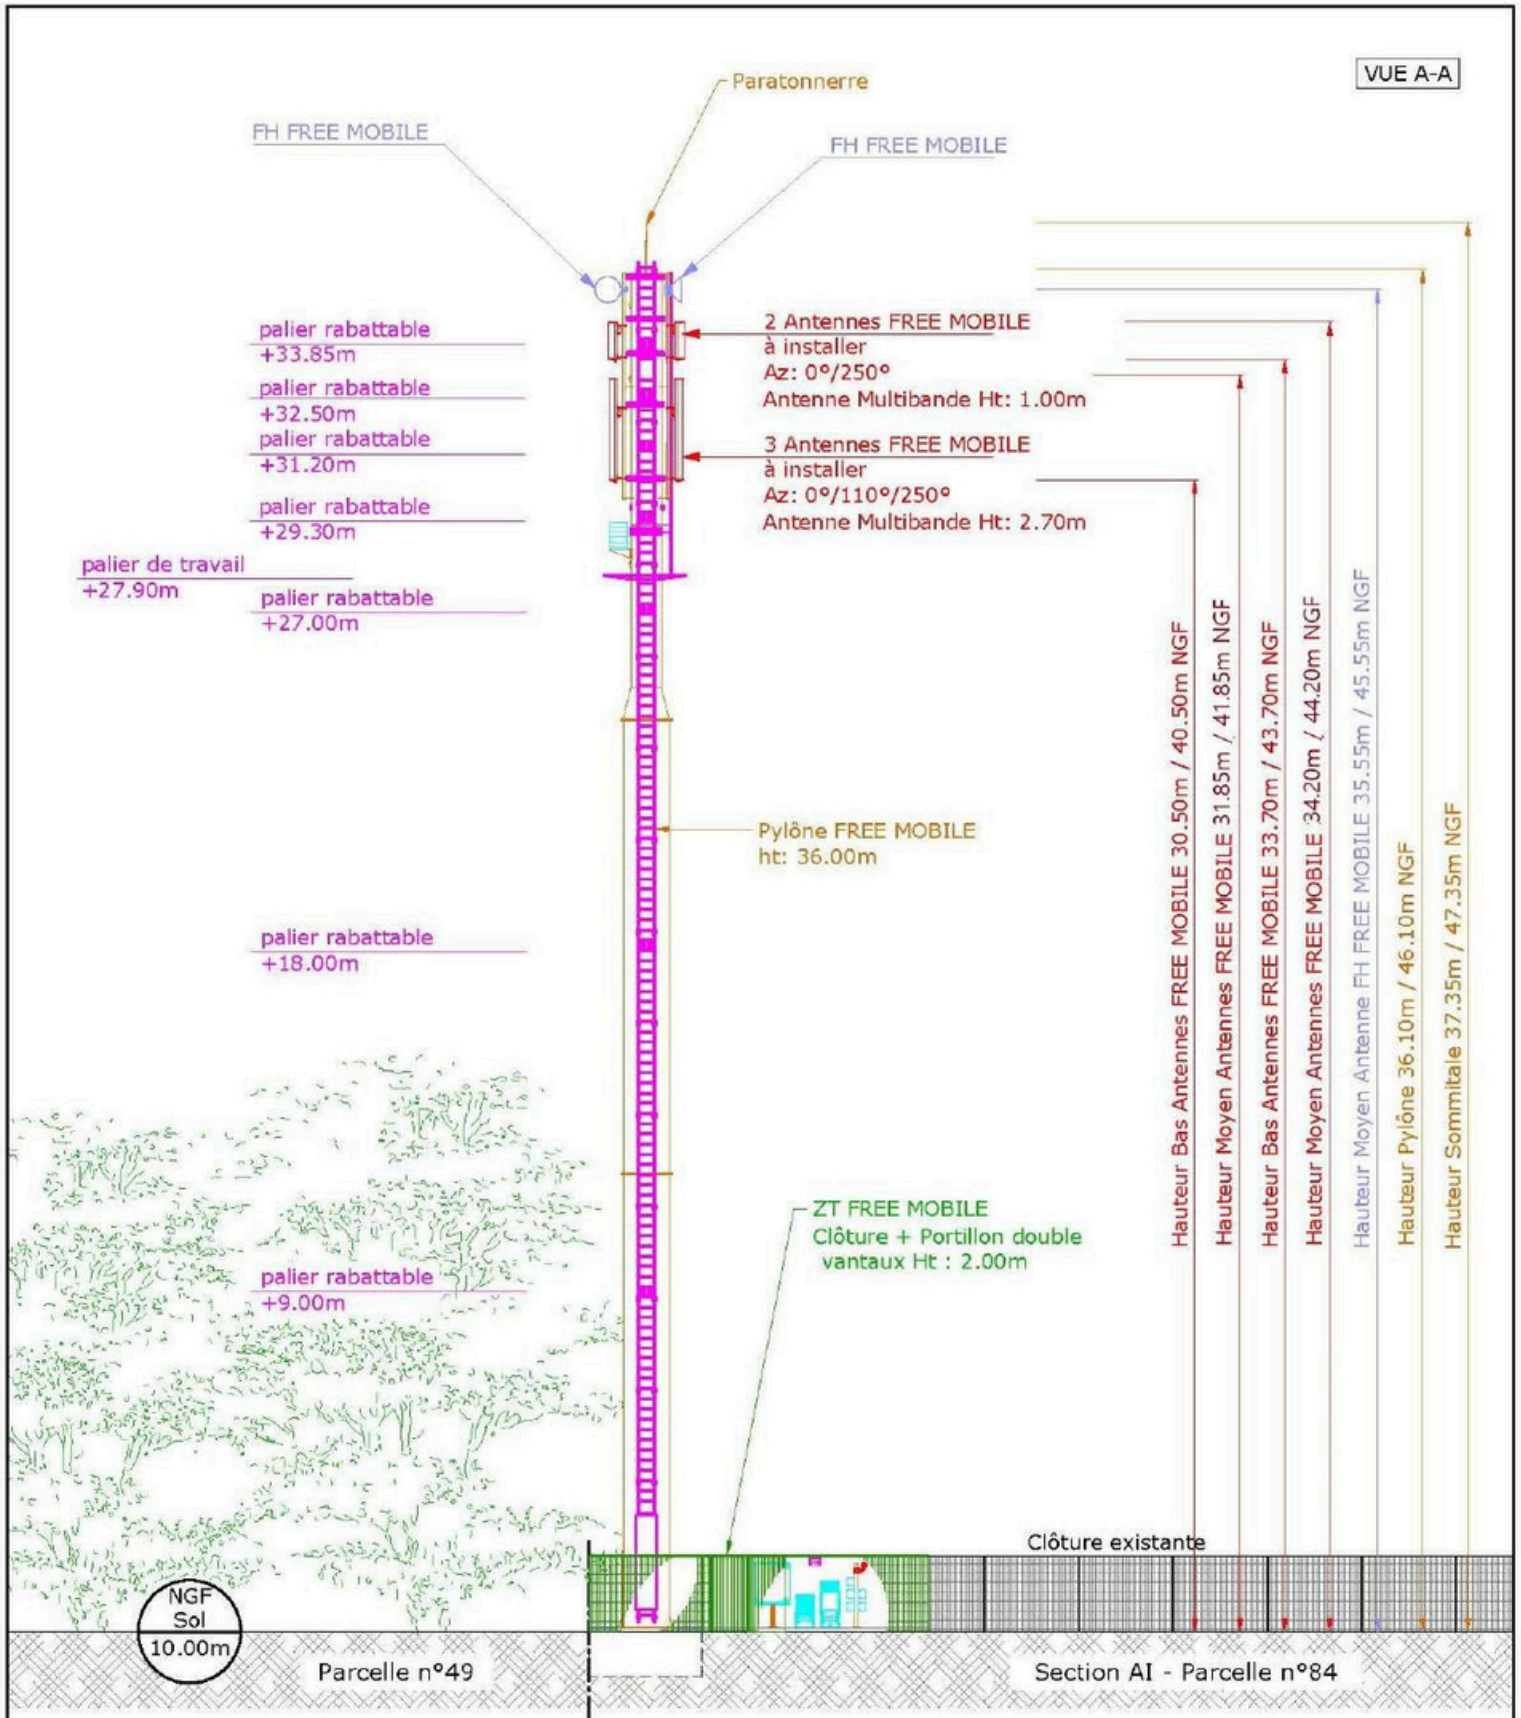 VUE A-A
Paratonnerre
FH FREE MOBILE
FH FREE MOBILE
palier rabattable
+33.85m
palier rabattable
+32.50m
palier rabattable
+31.20m
palier rabattable
+29.30m
palier de travail
+27.90m
palier rabattable
+27.00m
2 Antennes FREE MOBILE
à installer
Az: 0°/250°
Antenne Multibande Ht: 1.00m
3 Antennes FREE MOBILE
à installer
Az: 0°/110°/250°
Antenne Multibande Ht: 2.70m
Pylône FREE MOBILE
ht: 36.00m
palier rabattable
+18.00m
palier rabattable
+9.00m
ZT FREE MOBILE
Clôture + Portillon double
vantaux Ht : 2.00m
Hauteur Bas Antennes FREE MOBILE 30.50m / 40.50m NGF
Hauteur Moyen Antennes FREE MOBILE 31.85m / 41.85m NGF
Hauteur Bas Antennes FREE MOBILE 33.70m / 43.70m NGF
Hauteur Moyen Antennes FREE MOBILE 34.20m / 44.20m NGF
Hauteur Moyen Antenne FH FREE MOBILE 35.55m / 45.55m NGF
Hauteur Pylône 36.10m / 46.10m NGF
Hauteur Sommitale 37.35m / 47.35m NGF
Clôture existante
NGF
Sol
10.00m
Parcelle n°49
Section AI - Parcelle n°84